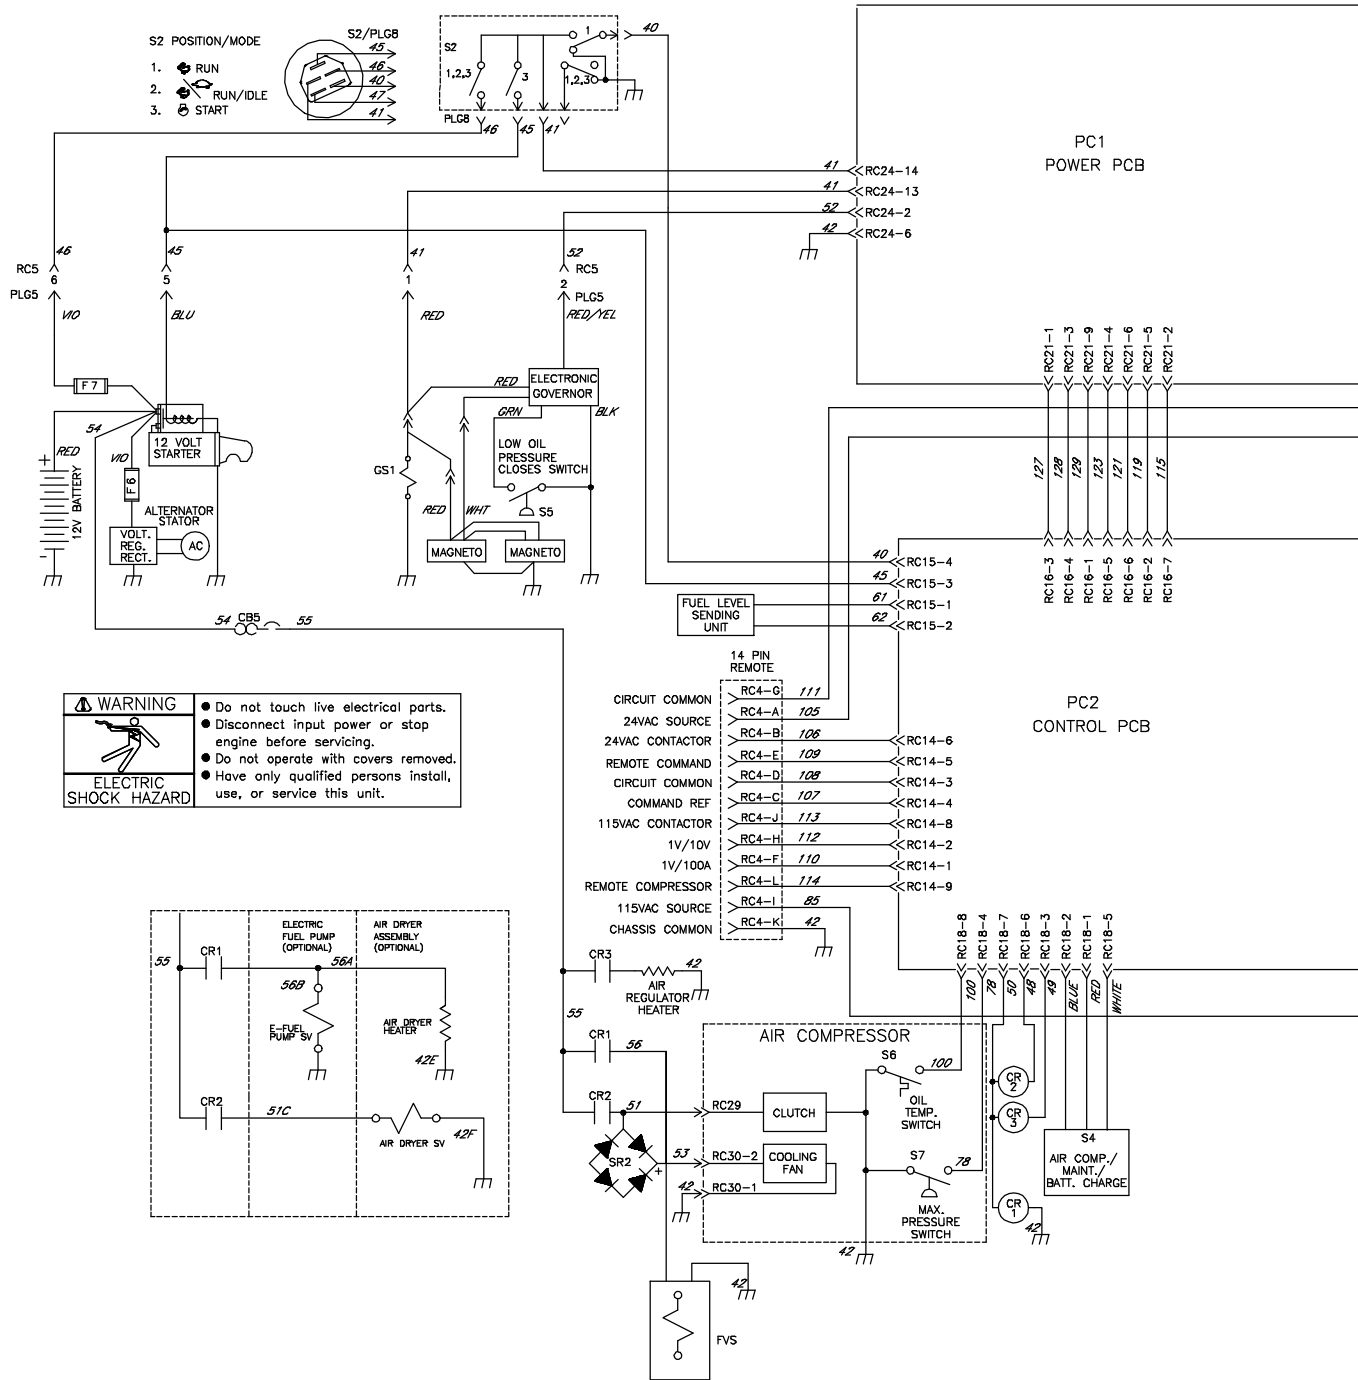 S2 POSITION/MODE
1. RUN
2. RUN/IDLE
3. START
S2/PLG8
45
46
40
47
41
S2
1,2,3
3
1
1,2,3
40
PLG8
46
45
41
PC1
POWER PCB
41 RC24-14
41 RC24-13
52 RC24-2
42 RC24-6
46
45
41
52
RC5
6
5
1
2
RC5
PLG5
PLG5
VIO
BLU
RED
RED/YEL
RC21-1
RC21-3
RC21-9
RC21-4
RC21-6
RC21-5
RC21-2
127
128
129
123
121
119
115
RC16-3
RC16-4
RC16-1
RC16-5
RC16-6
RC16-2
RC16-7
F7
54
RED
VIO
12 VOLT
STARTER
+
12V BATTERY
-
F6
ALTERNATOR
STATOR
VOLT.
REG.
RECT.
AC
RED
ELECTRONIC
GOVERNOR
GRN
BLK
LOW OIL
PRESSURE
CLOSES SWITCH
GS1
RED
WHT
S5
MAGNETO
MAGNETO
54 CB5 55
40 RC15-4
45 RC15-3
61 RC15-1
62 RC15-2
FUEL LEVEL
SENDING
UNIT
PC2
CONTROL PCB
14 PIN
REMOTE
CIRCUIT COMMON RC4-G 111
24VAC SOURCE RC4-A 105
24VAC CONTACTOR RC4-B 106 RC14-6
REMOTE COMMAND RC4-E 109 RC14-5
CIRCUIT COMMON RC4-D 108 RC14-3
COMMAND REF RC4-C 107 RC14-4
115VAC CONTACTOR RC4-J 113 RC14-8
1V/10V RC4-H 112 RC14-2
1V/100A RC4-F 110 RC14-1
REMOTE COMPRESSOR RC4-L 114 RC14-9
115VAC SOURCE RC4-I 85
CHASSIS COMMON RC4-K 42
WARNING
ELECTRIC
SHOCK HAZARD
● Do not touch live electrical parts.
● Disconnect input power or stop
engine before servicing.
● Do not operate with covers removed.
● Have only qualified persons install,
use, or service this unit.
ELECTRIC
FUEL PUMP
(OPTIONAL)
AIR DRYER
ASSEMBLY
(OPTIONAL)
55
CR1
56A
56B
E-FUEL
PUMP SV
AIR DRYER
HEATER
42E
CR2
51C
AIR DRYER SV
42F
CR3
42
AIR
REGULATOR
HEATER
55
CR1
56
CR2
51
SR2
+
53
42
AIR COMPRESSOR
RC29
CLUTCH
RC30-2
COOLING
FAN
RC30-1
S6
100
OIL
TEMP.
SWITCH
S7
78
MAX.
PRESSURE
SWITCH
42
42
FVS
RC18-8
RC18-4
RC18-7
RC18-6
RC18-3
RC18-2
RC18-1
RC18-5
100
78
50
48
49
BLUE
RED
WHITE
CR
2
CR
3
CR
1
42
S4
AIR COMP./
MAINT./
BATT. CHARGE